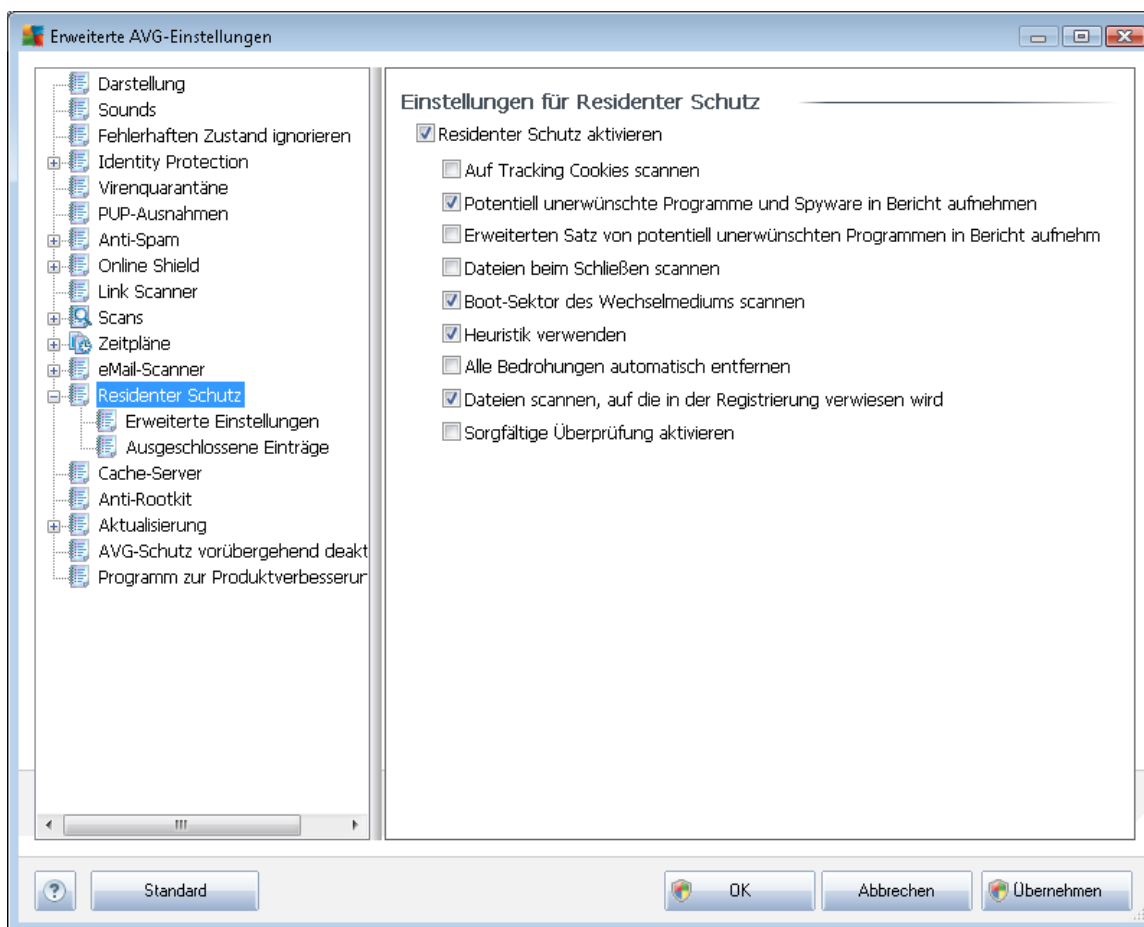 Erweiterte AVG-Einstellungen
Darstellung
Sounds
Fehlerhaften Zustand ignorieren
Identity Protection
Virenquarantäne
PUP-Ausnahmen
Anti-Spam
Online Shield
Link Scanner
Scans
Zeitpläne
eMail-Scanner
Residenter Schutz
Erweiterte Einstellungen
Ausgeschlossene Einträge
Cache-Server
Anti-Rootkit
Aktualisierung
AVG-Schutz vorübergehend deakt
Programm zur Produktverbesserur
Einstellungen für Residenter Schutz
Residenter Schutz aktivieren
Auf Tracking Cookies scannen
Potentiell unerwünschte Programme und Spyware in Bericht aufnehmen
Erweiterten Satz von potentiell unerwünschten Programmen in Bericht aufnehm
Dateien beim Schließen scannen
Boot-Sektor des Wechselmediums scannen
Heuristik verwenden
Alle Bedrohungen automatisch entfernen
Dateien scannen, auf die in der Registrierung verwiesen wird
Sorgfältige Überprüfung aktivieren
? Standard OK Abbrechen Übernehmen